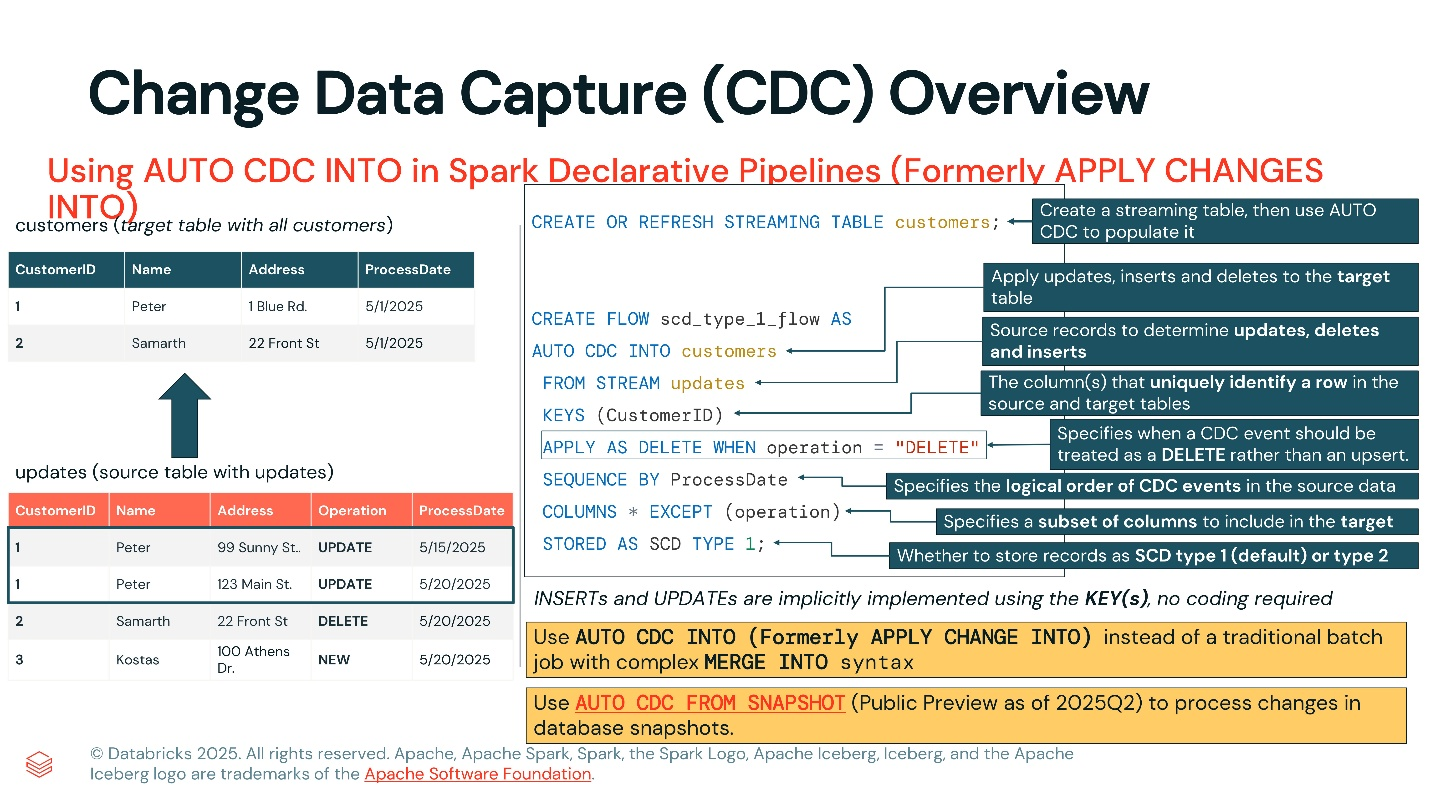 Change Data Capture (CDC) Overview
Using AUTO CDC INTO in Spark Declarative Pipelines (Formerly APPLY CHANGES
INTO)
customers (target table with all customers)
CustomerID Name Address ProcessDate
1 Peter 1 Blue Rd. 5/1/2025
2 Samarth 22 Front St 5/1/2025
updates (source table with updates)
CustomerID Name Address Operation ProcessDate
1 Peter 99 Sunny St.. UPDATE 5/15/2025
1 Peter 123 Main St. UPDATE 5/20/2025
2 Samarth 22 Front St DELETE 5/20/2025
3 Kostas 100 Athens Dr. NEW 5/20/2025
CREATE OR REFRESH STREAMING TABLE customers;
CREATE FLOW scd_type_1_flow AS
AUTO CDC INTO customers
FROM STREAM updates
KEYS (CustomerID)
APPLY AS DELETE WHEN operation = "DELETE"
SEQUENCE BY ProcessDate
COLUMNS * EXCEPT (operation)
STORED AS SCD TYPE 1;
Create a streaming table, then use AUTO
CDC to populate it
Apply updates, inserts and deletes to the target
table
Source records to determine updates, deletes
and inserts
The column(s) that uniquely identify a row in the
source and target tables
Specifies when a CDC event should be
treated as a DELETE rather than an upsert.
Specifies the logical order of CDC events in the source data
Specifies a subset of columns to include in the target
Whether to store records as SCD type 1 (default) or type 2
INSERTs and UPDATEs are implicitly implemented using the KEY(s), no coding required
Use AUTO CDC INTO (Formerly APPLY CHANGE INTO) instead of a traditional batch
job with complex MERGE INTO syntax
Use AUTO CDC FROM SNAPSHOT (Public Preview as of 2025Q2) to process changes in
database snapshots.
© Databricks 2025. All rights reserved. Apache, Apache Spark, Spark, the Spark Logo, Apache Iceberg, Iceberg, and the Apache
Iceberg logo are trademarks of the Apache Software Foundation.